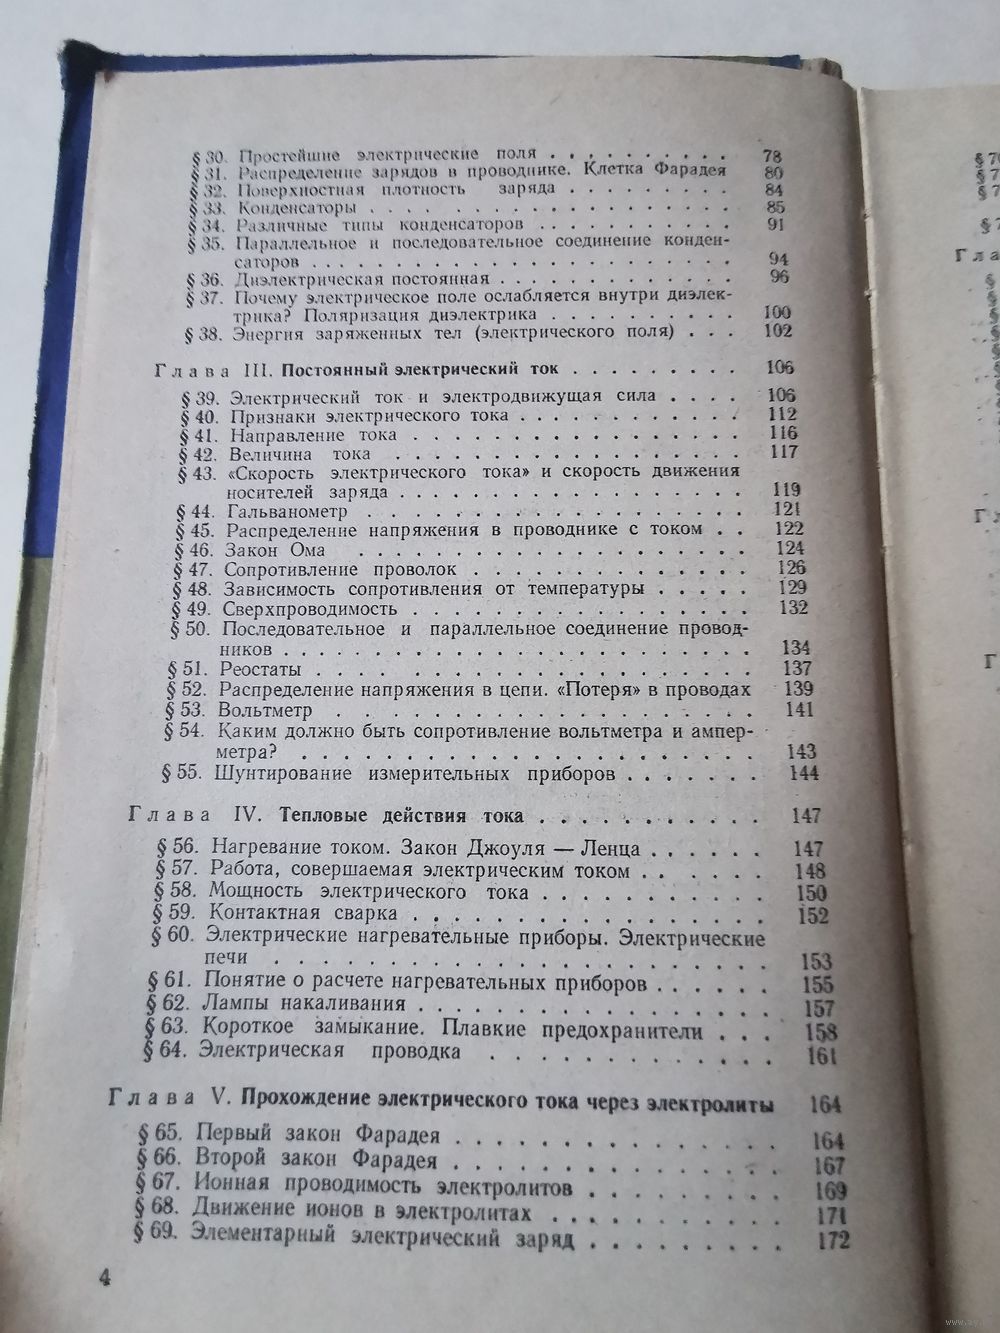 § 30. Простейшие электрические поля . . . . . . . . . . 78
§ 31. Распределение зарядов в проводнике. Клетка Фарадея 80
§ 32. Поверхностная плотность заряда . . . . . . . . . 84
§ 33. Конденсаторы . . . . . . . . . . . . . . . . . . 85
§ 34. Различные типы конденсаторов . . . . . . . . . . . 91
§ 35. Параллельное и последовательное соединение конден-
саторов . . . . . . . . . . . . . . . . . . . . . 94
§ 36. Диэлектрическая постоянная . . . . . . . . . . . . . 96
§ 37. Почему электрическое поле ослабляется внутри диэлек-
трика? Поляризация диэлектрика . . . . . . . . . . 100
§ 38. Энергия заряженных тел (электрического поля) . . . 102
Глава III. Постоянный электрический ток . . . . . . . . . 106
§ 39. Электрический ток и электродвижущая сила . . . . 106
§ 40. Признаки электрического тока . . . . . . . . . . . . 112
§ 41. Направление тока . . . . . . . . . . . . . . . . . 116
§ 42. Величина тока . . . . . . . . . . . . . . . . . . 117
§ 43. «Скорость электрического тока» и скорость движения
носителей заряда . . . . . . . . . . . . . . . . . 119
§ 44. Гальванометр . . . . . . . . . . . . . . . . . . . 121
§ 45. Распределение напряжения в проводнике с током . . 122
§ 46. Закон Ома . . . . . . . . . . . . . . . . . . . . 124
§ 47. Сопротивление проволок . . . . . . . . . . . . . . 126
§ 48. Зависимость сопротивления от температуры . . . . . 129
§ 49. Сверхпроводимость . . . . . . . . . . . . . . . . . 132
§ 50. Последовательное и параллельное соединение провод-
ников . . . . . . . . . . . . . . . . . . . . . . . 134
§ 51. Реостаты . . . . . . . . . . . . . . . . . . . . . 137
§ 52. Распределение напряжения в цепи. «Потеря» в проводах 139
§ 53. Вольтметр . . . . . . . . . . . . . . . . . . . . 141
§ 54. Каким должно быть сопротивление вольтметра и ампер-
метра? . . . . . . . . . . . . . . . . . . . . . . 143
§ 55. Шунтирование измерительных приборов . . . . . . . 144
Глава IV. Тепловые действия тока . . . . . . . . . . . 147
§ 56. Нагревание током. Закон Джоуля — Ленца . . . . . . 147
§ 57. Работа, совершаемая электрическим током . . . . . . 148
§ 58. Мощность электрического тока . . . . . . . . . . . 150
§ 59. Контактная сварка . . . . . . . . . . . . . . . . . 152
§ 60. Электрические нагревательные приборы. Электрические
печи . . . . . . . . . . . . . . . . . . . . . . . 153
§ 61. Понятие о расчете нагревательных приборов . . . . . . 155
§ 62. Лампы накаливания . . . . . . . . . . . . . . . . . 157
§ 63. Короткое замыкание. Плавкие предохранители . . . 158
§ 64. Электрическая проводка . . . . . . . . . . . . . 161
Глава V. Прохождение электрического тока через электролиты 164
§ 65. Первый закон Фарадея . . . . . . . . . . . . . . 164
§ 66. Второй закон Фарадея . . . . . . . . . . . . . . 167
§ 67. Ионная проводимость электролитов . . . . . . . . 169
§ 68. Движение ионов в электролитах . . . . . . . . . . 171
§ 69. Элементарный электрический заряд . . . . . . . . . 172
4